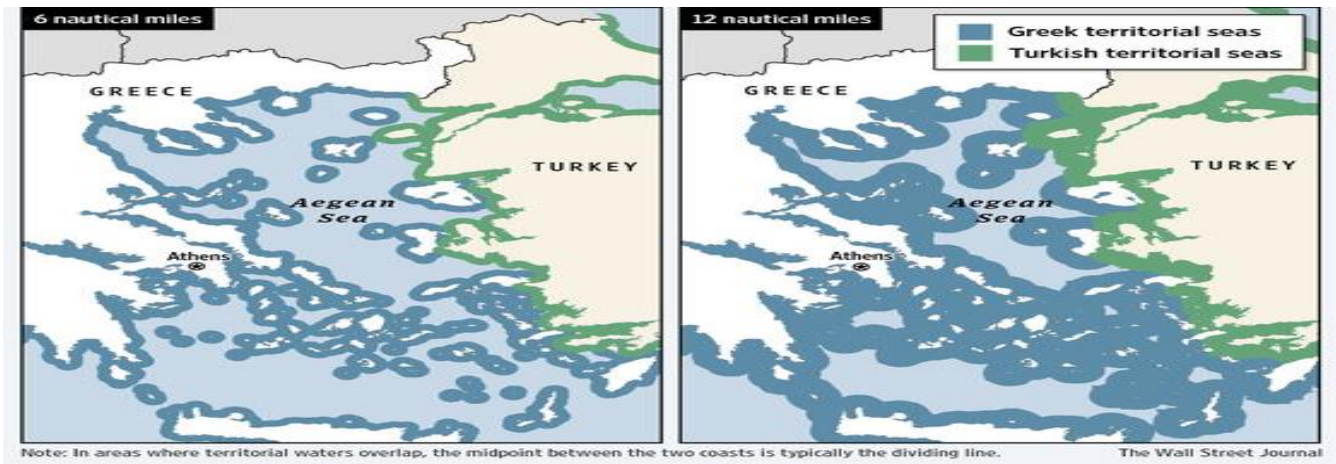 6 nautical miles
GREECE
TURKEY
Aegean
Sea
Athens
12 nautical miles
Greek territorial seas
Turkish territorial seas
GREECE
TURKEY
Aegean
Sea
Athens
Note: In areas where territorial waters overlap, the midpoint between the two coasts is typically the dividing line.
The Wall Street Journal